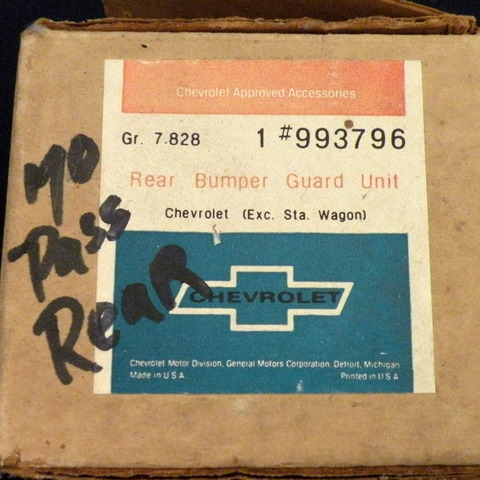 Chevrolet Approved Accessories
Gr. 7.828 1 #993796
Rear Bumper Guard Unit
Chevrolet (Exc. Sta. Wagon)
CHEVROLET
Chevrolet Motor Division, General Motors Corporation, Detroit, Michigan
Made in U S A Printed in U S A
Pass
ReaR